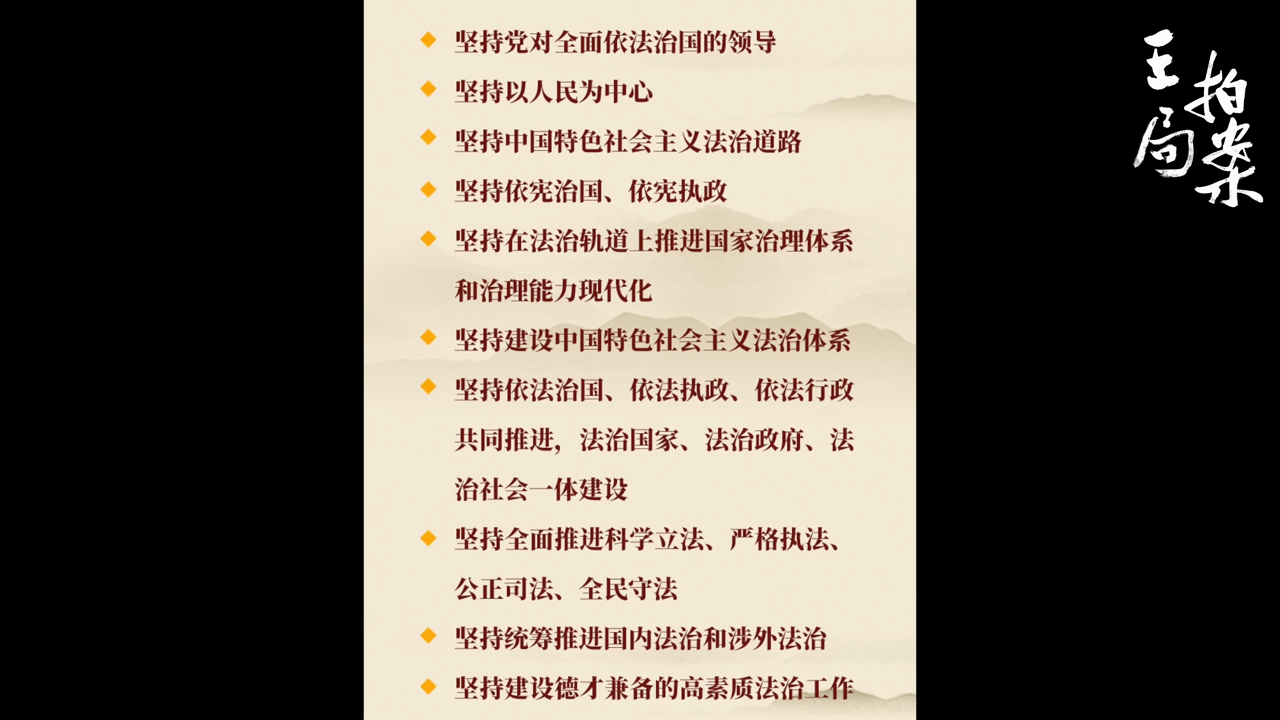 坚持党对全面依法治国的领导
坚持以人民为中心
坚持中国特色社会主义法治道路
坚持依宪治国、依宪执政
坚持在法治轨道上推进国家治理体系
和治理能力现代化
坚持建设中国特色社会主义法治体系
坚持依法治国、依法执政、依法行政
共同推进，法治国家、法治政府、法
治社会一体建设
坚持全面推进科学立法、严格执法、
公正司法、全民守法
坚持统筹推进国内法治和涉外法治
坚持建设德才兼备的高素质法治工作
王局
拍案